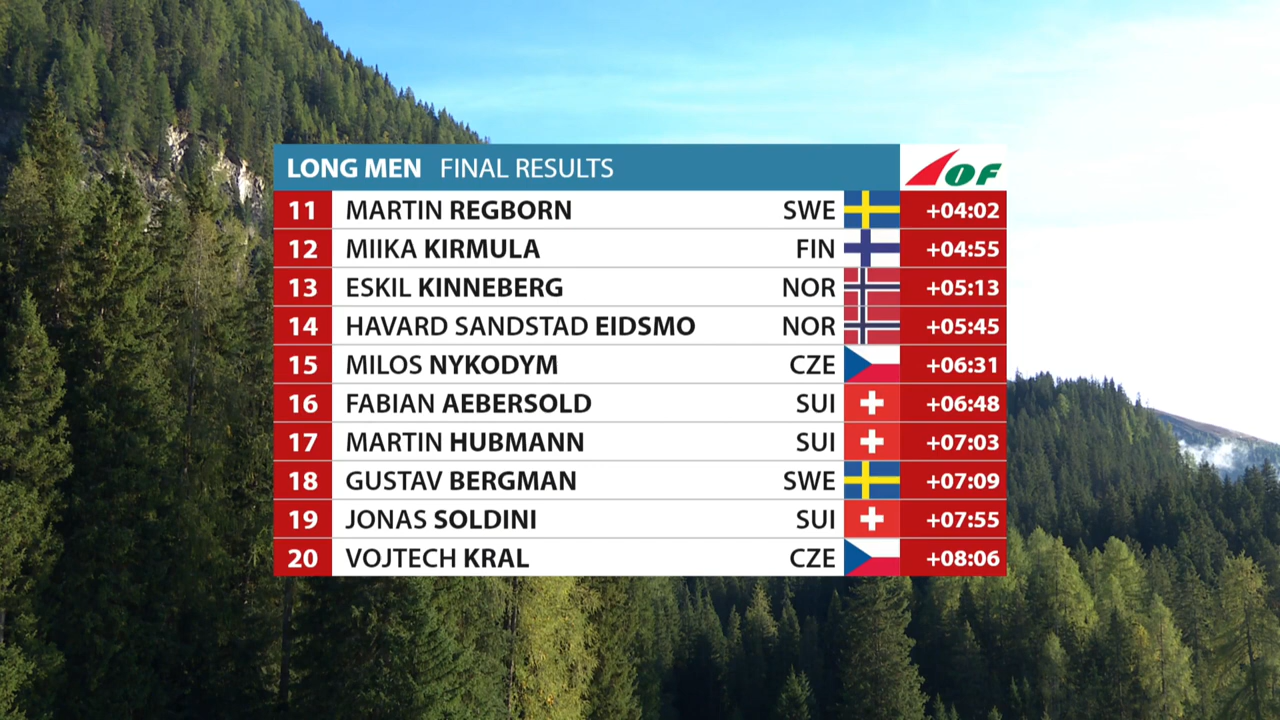 LONG MEN FINAL RESULTS IOF
11 MARTIN REGBORN SWE +04:02
12 MIIKA KIRMULA FIN +04:55
13 ESKIL KINNEBERG NOR +05:13
14 HAVARD SANDSTAD EIDSMO NOR +05:45
15 MILOS NYKODYM CZE +06:31
16 FABIAN AEBERSOLD SUI +06:48
17 MARTIN HUBMANN SUI +07:03
18 GUSTAV BERGMAN SWE +07:09
19 JONAS SOLDINI SUI +07:55
20 VOJTECH KRAL CZE +08:06